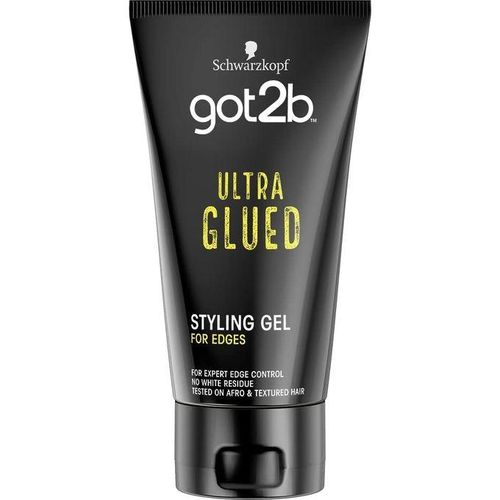 Schwarzkopf
got2b™
ULTRA
GLUED
STYLING GEL
FOR EDGES
FOR EXPERT EDGE CONTROL
NO WHITE RESIDUE
TESTED ON AFRO & TEXTURED HAIR